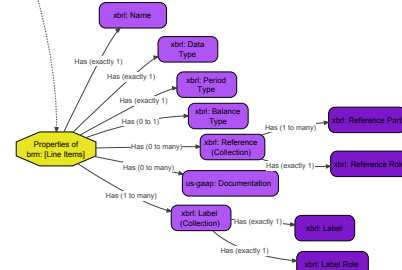 xbrl: Name
Has (exactly 1)
xbrl: Data
Type
Has (exactly 1)
xbrl: Period
Type
Has (exactly 1)
xbrl: Balance
Type
Has (0 to 1)
Properties of
brm: [Line Items]
Has (0 to many)
xbrl: Reference
(Collection)
Has (1 to many)
xbrl: Reference Part
Has (exactly 1)
xbrl: Reference Role
Has (0 to many)
us-gaap: Documentation
Has (1 to many)
xbrl: Label
(Collection)
Has (exactly 1)
xbrl: Label
Has (exactly 1)
xbrl: Label Role